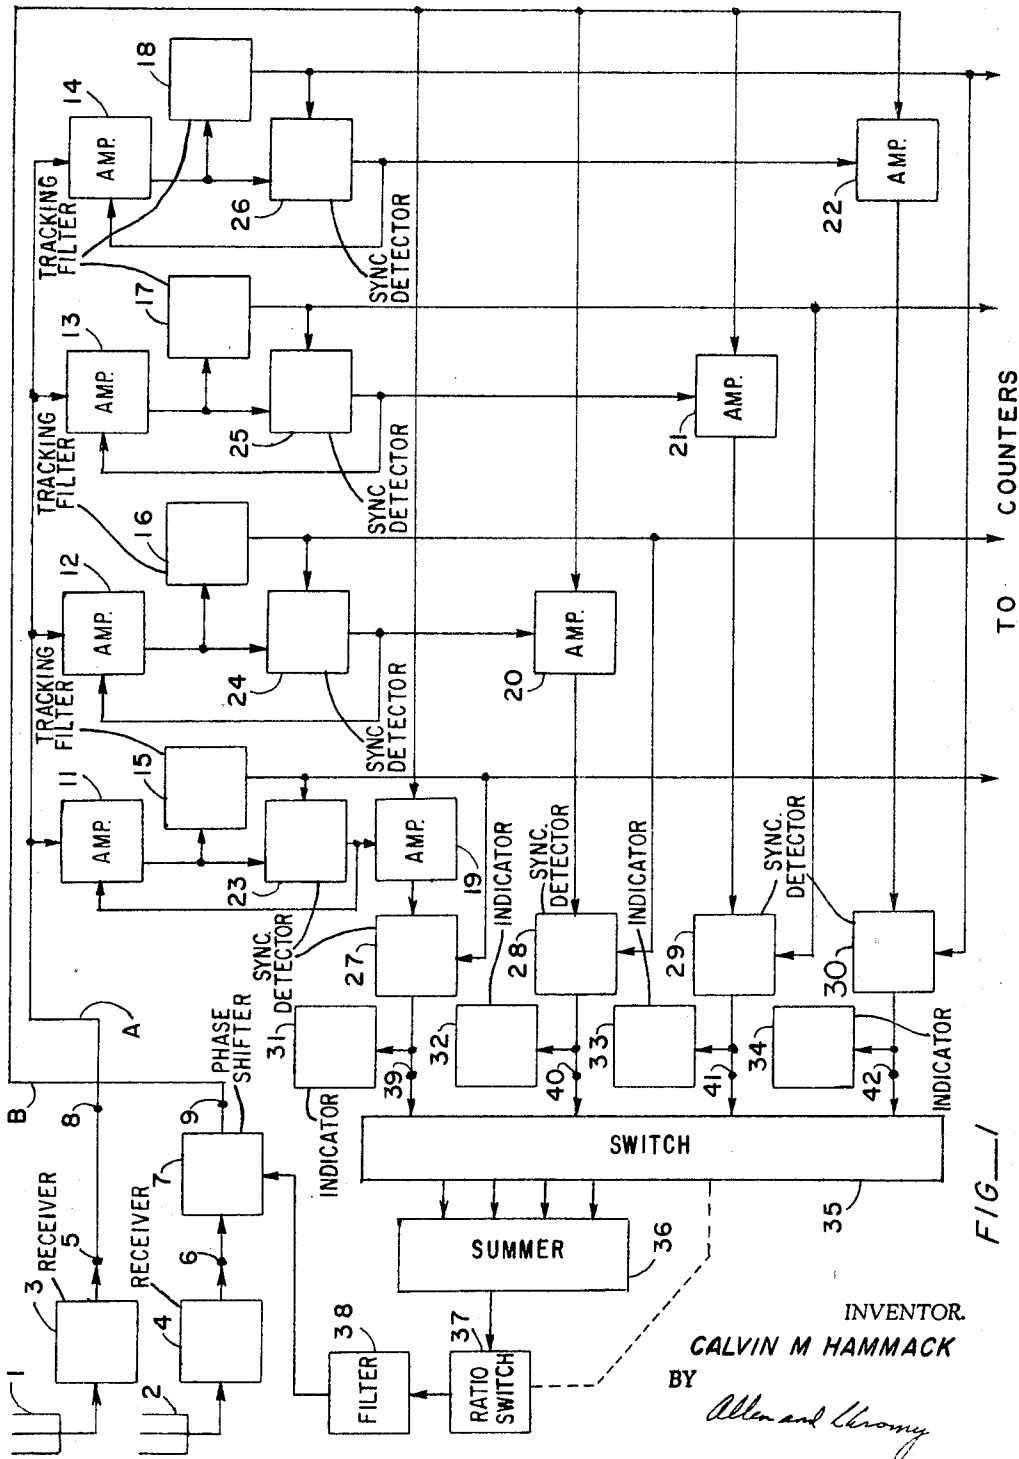 1
2
3
RECEIVER
5
8
A
B
RECEIVER
4
6
7
9
PHASE
SHIFTER
11
AMP.
TRACKING
FILTER
15
23
SYNC.
DETECTOR
12
AMP.
TRACKING
FILTER
16
24
SYNC
DETECTOR
13
AMP.
TRACKING
FILTER
17
25
SYNC
DETECTOR
14
AMP.
18
26
SYNC
DETECTOR
AMP.
19
AMP.
20
AMP.
21
AMP.
22
27
28
SYNC.
DETECTOR
29
SYNC.
DETECTOR
30
31
INDICATOR
32
INDICATOR
33
INDICATOR
34
INDICATOR
39
40
41
42
SWITCH
35
SUMMER
36
RATIO
SWITCH
37
FILTER
38
TO COUNTERS
FIG_1
INVENTOR.
CALVIN M HAMMACK
BY
Allen and Chromy